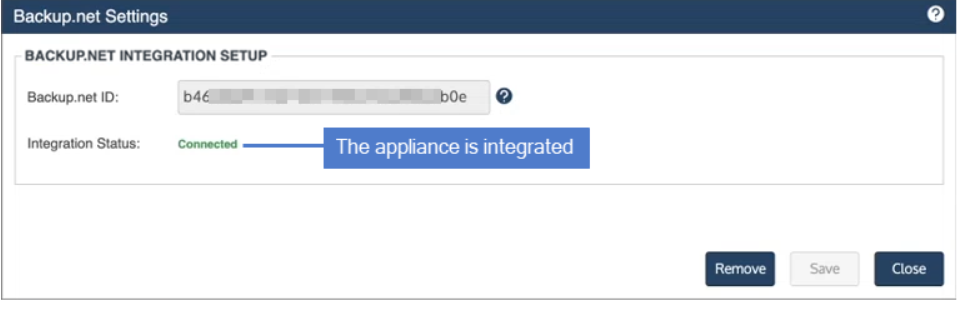 Backup.net Settings ?
BACKUP.NET INTEGRATION SETUP
Backup.net ID: b46 b0e ?
Integration Status: Connected The appliance is integrated
Remove Save Close